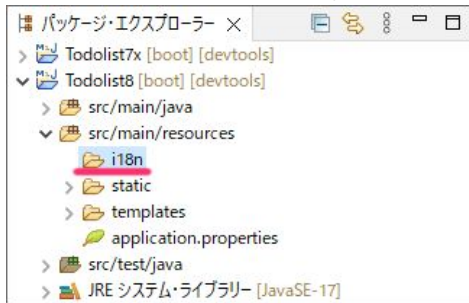 パッケージ・エクスプローラー
Todolist7x [boot] [devtools]
Todolist8 [boot] [devtools]
src/main/java
src/main/resources
i18n
static
templates
application.properties
src/test/java
JRE システム・ライブラリー [JavaSE-17]